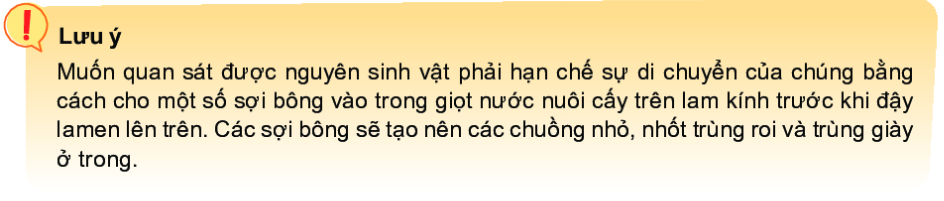 !
Lưu ý
Muốn quan sát được nguyên sinh vật phải hạn chế sự di chuyển của chúng bằng
cách cho một số sợi bông vào trong giọt nước nuôi cấy trên lam kính trước khi đậy
lamen lên trên. Các sợi bông sẽ tạo nên các chuồng nhỏ, nhốt trùng roi và trùng giày
ở trong.